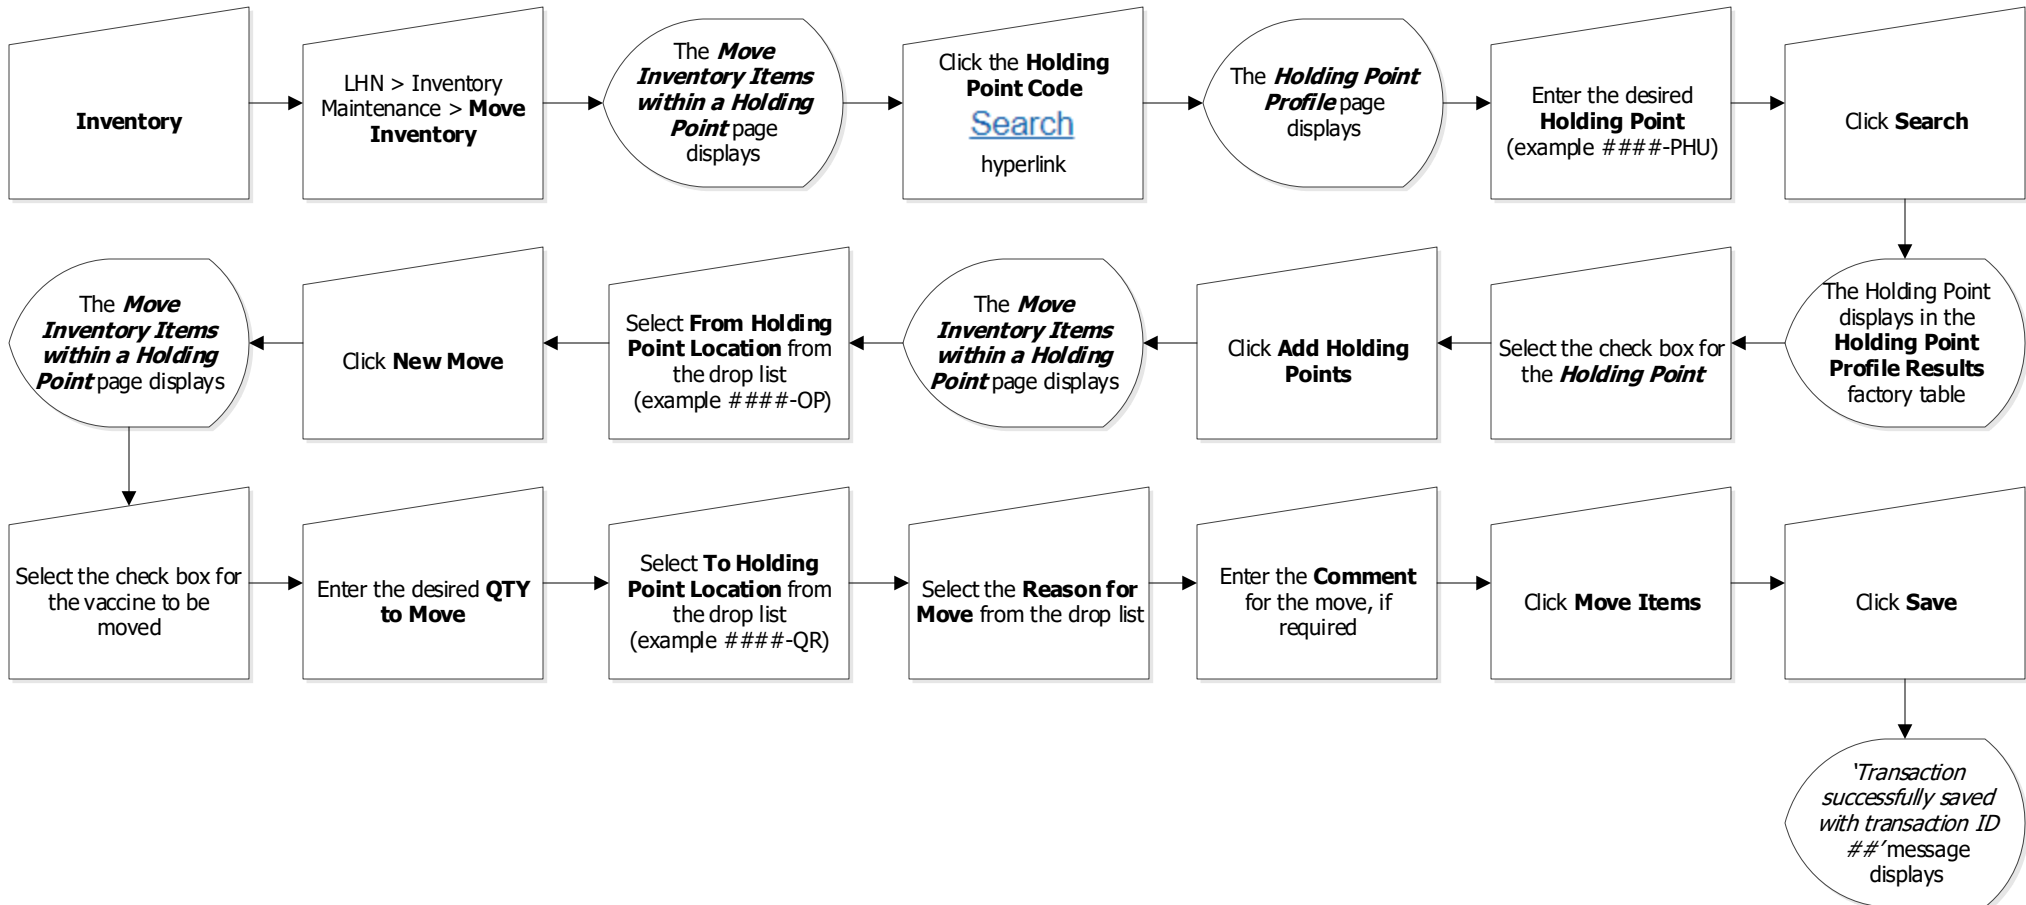 Inventory
LHN > Inventory
Maintenance > Move
Inventory
The Move
Inventory Items
within a Holding
Point page
displays
Click the Holding
Point Code
Search
hyperlink
The Holding Point
Profile page
displays
Enter the desired
Holding Point
(example ####-PHU)
Click Search
The Holding Point
displays in the
Holding Point
Profile Results
factory table
Select the check box for
the Holding Point
Click Add Holding
Points
The Move
Inventory Items
within a Holding
Point page displays
Select From Holding
Point Location from
the drop list
(example ####-OP)
Click New Move
The Move
Inventory Items
within a Holding
Point page displays
Select the check box for
the vaccine to be
moved
Enter the desired QTY
to Move
Select To Holding
Point Location from
the drop list
(example ####-QR)
Select the Reason for
Move from the drop list
Enter the Comment
for the move, if
required
Click Move Items
Click Save
‘Transaction
successfully saved
with transaction ID
##’ message
displays